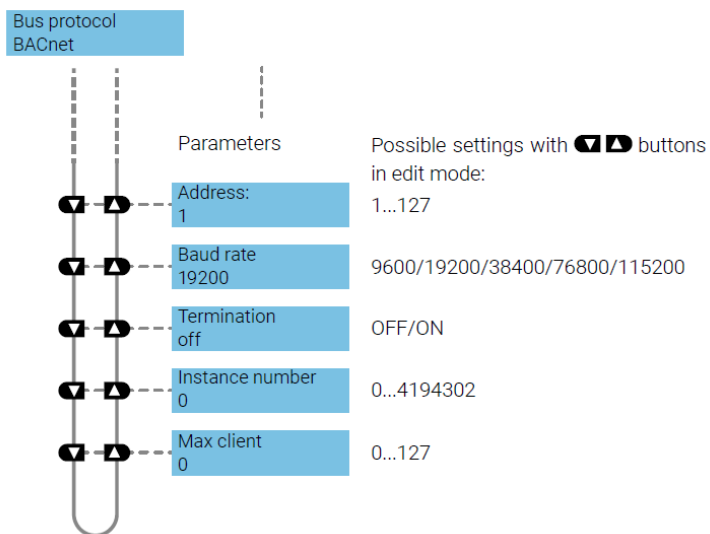 Bus protocol
BACnet
Parameters
Possible settings with buttons
in edit mode:
Address:
1
1...127
Baud rate
19200
9600/19200/38400/76800/115200
Termination
off
OFF/ON
Instance number
0
0...4194302
Max client
0
0...127